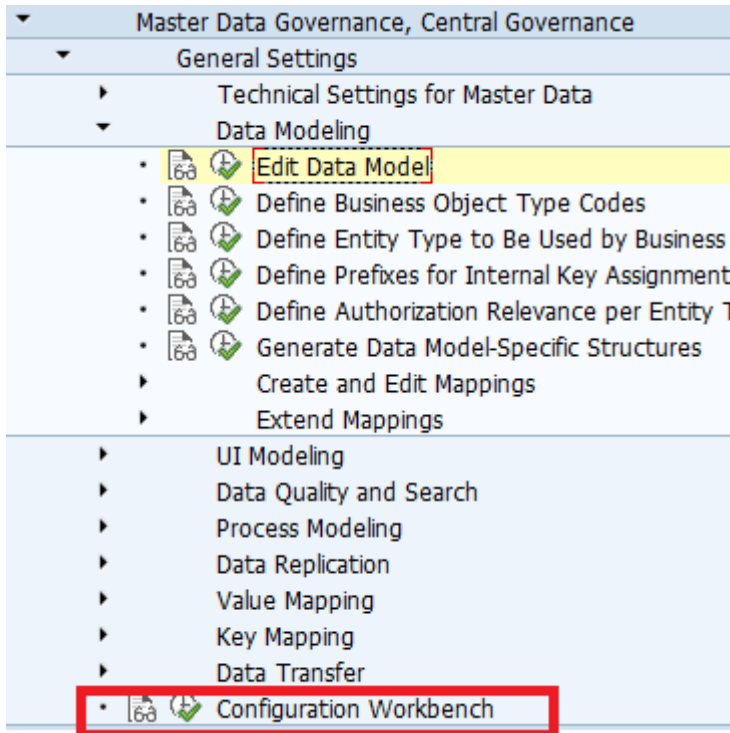 Master Data Governance, Central Governance
General Settings
Technical Settings for Master Data
Data Modeling
Edit Data Model
Define Business Object Type Codes
Define Entity Type to Be Used by Business
Define Prefixes for Internal Key Assignment
Define Authorization Relevance per Entity T
Generate Data Model-Specific Structures
Create and Edit Mappings
Extend Mappings
UI Modeling
Data Quality and Search
Process Modeling
Data Replication
Value Mapping
Key Mapping
Data Transfer
Configuration Workbench